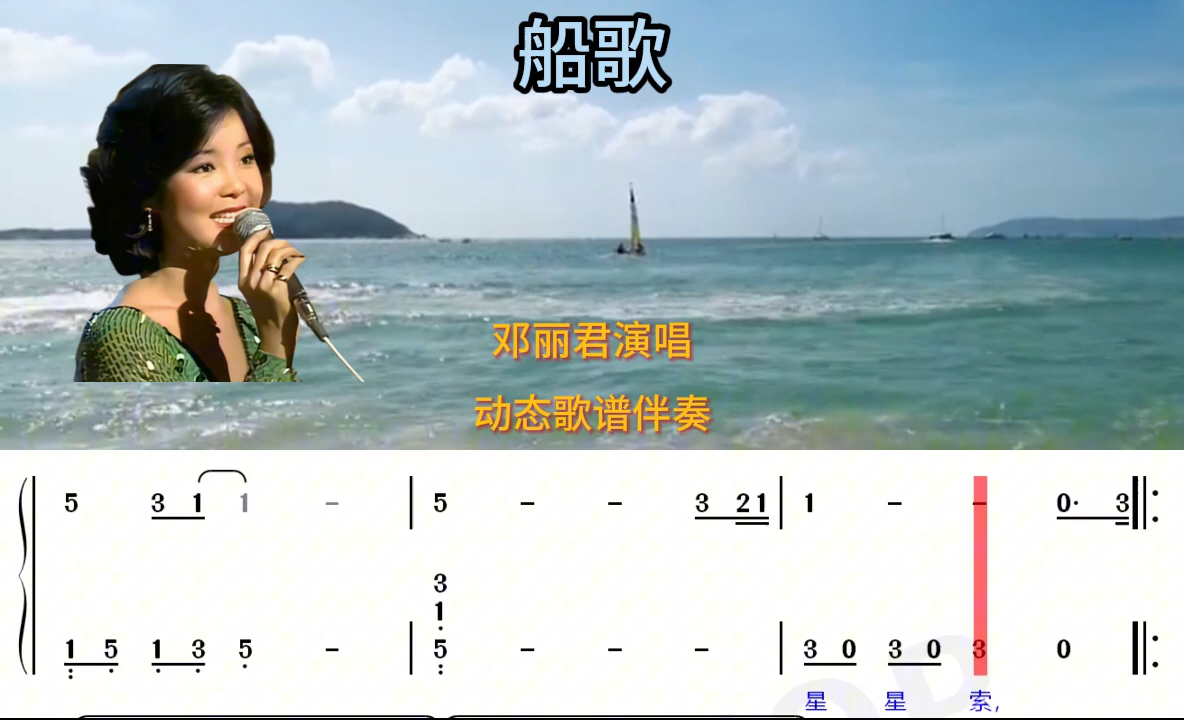 船歌
邓丽君演唱
动态歌谱伴奏
5 3 1 1 - 5 - - 3 2 1 1 - - 0· 3
3
1
1 5 1 3 5 - 5 - - - 3 0 3 0 3 0
星 星 索,